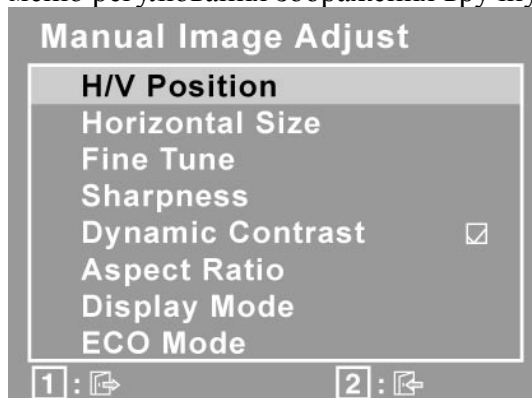 Manual Image Adjust
H/V Position
Horizontal Size
Fine Tune
Sharpness
Dynamic Contrast
Aspect Ratio
Display Mode
ECO Mode
1 : 2 :